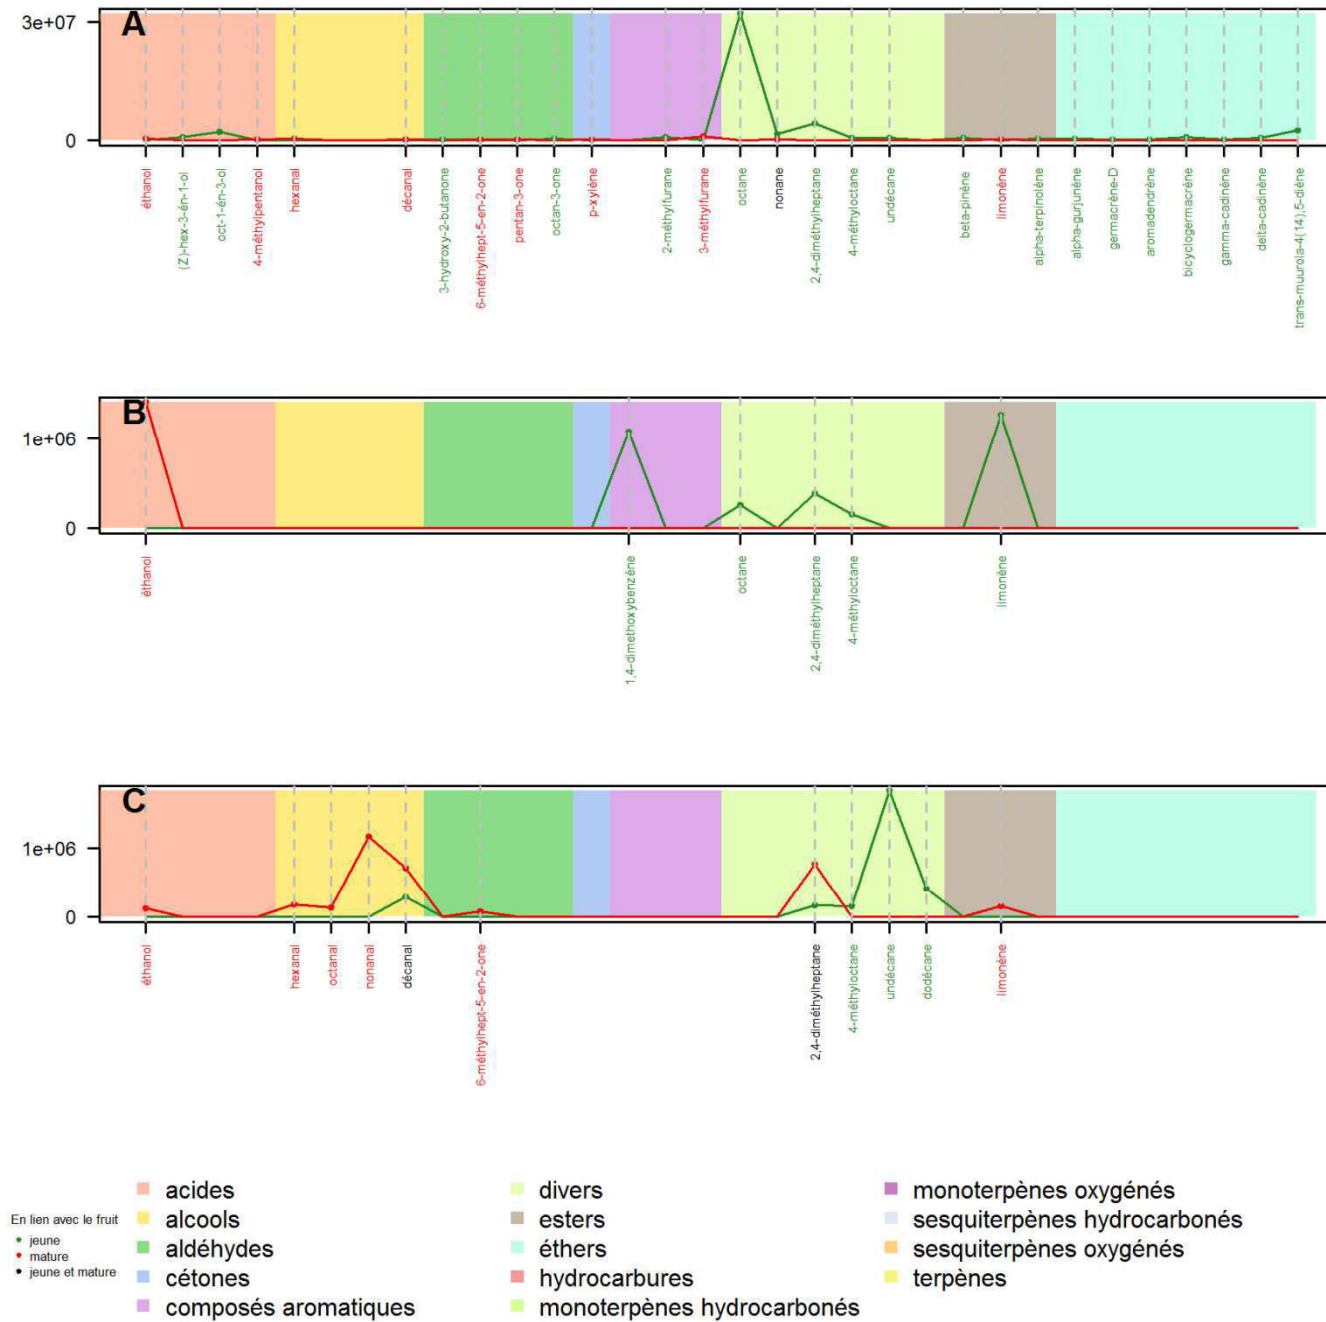 A
3e+07
0
éthanol
(Z)-hex-3-én-1-ol
oct-1-én-3-ol
4-méthylpentanol
hexanal
décanal
3-hydroxy-2-butanone
6-méthylhept-5-en-2-one
pentan-3-one
octan-3-one
p-xylène
2-méthylfurane
3-méthylfurane
octane
nonane
2,4-diméthylheptane
4-méthyloctane
undécane
beta-pinène
limonène
alpha-terpinolène
alpha-gurjunène
germacrène-D
aromadendrène
bicyclogermacrène
gamma-cadinène
delta-cadinène
trans-muurola-4(14),5-diène
B
1e+06
0
éthanol
1,4-dimethoxybenzène
octane
2,4-diméthylheptane
4-méthyloctane
limonène
C
1e+06
0
éthanol
hexanal
octanal
nonanal
décanal
6-méthylhept-5-en-2-one
2,4-diméthylheptane
4-méthyloctane
undécane
dodécane
limonène
En lien avec le fruit
jeune
mature
jeune et mature
acides
alcools
aldéhydes
cétones
composés aromatiques
divers
esters
éthers
hydrocarbures
monoterpènes hydrocarbonés
monoterpènes oxygénés
sesquiterpènes hydrocarbonés
sesquiterpènes oxygénés
terpènes